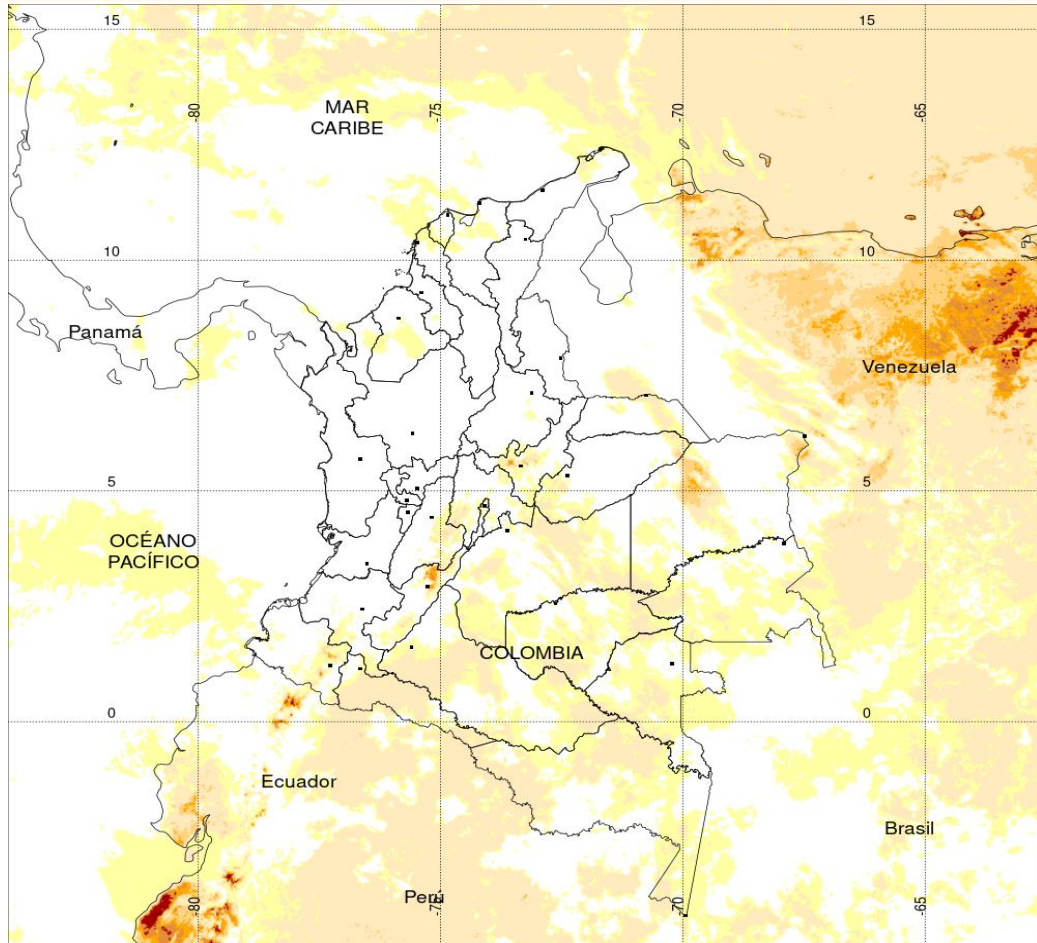 15
15
-80
-75
-70
-65
MAR
CARIBE
10
10
Panamá
Venezuela
5
5
OCÉANO
PACÍFICO
COLOMBIA
0
0
Ecuador
Brasil
Perú
-80
-75
-70
-65